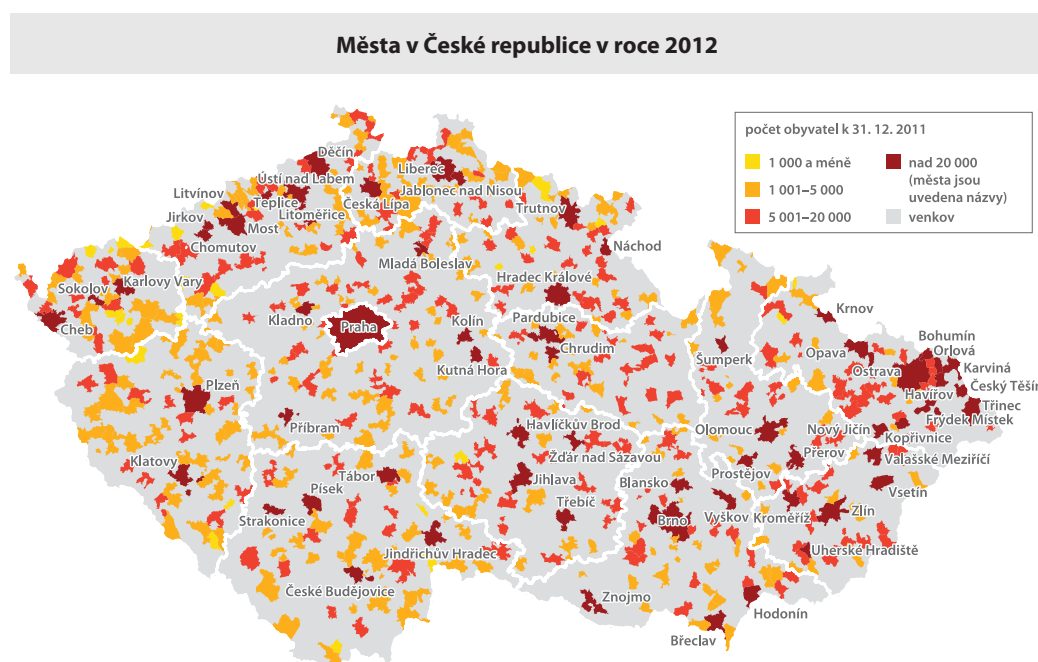 Města v České republice v roce 2012
počet obyvatel k 31. 12. 2011
1 000 a méně
1 001–5 000
5 001–20 000
nad 20 000
(města jsou
uvedena názvy)
venkov
Děčín
Liberec
Ústí nad Labem
Jablonec nad Nisou
Litvínov
Teplice
Česká Lípa
Trutnov
Jirkov
Litoměřice
Most
Chomutov
Náchod
Mladá Boleslav
Hradec Králové
Karlovy Vary
Sokolov
Krnov
Kladno
Praha
Kolín
Pardubice
Cheb
Bohumín
Chrudim
Orlová
Opava
Šumperk
Karviná
Kutná Hora
Ostrava
Český Těšín
Plzeň
Havířov
Třinec
Frýdek Místek
Příbram
Havlíčkův Brod
Olomouc
Nový Jičín
Kopřivnice
Žďár nad Sázavou
Přerov
Valašské Meziříčí
Klatovy
Tábor
Jihlava
Blansko
Prostějov
Písek
Vsetín
Třebíč
Strakonice
Brno
Vyškov
Kroměříž
Zlín
Jindřichův Hradec
Uherské Hradiště
České Budějovice
Znojmo
Hodonín
Břeclav